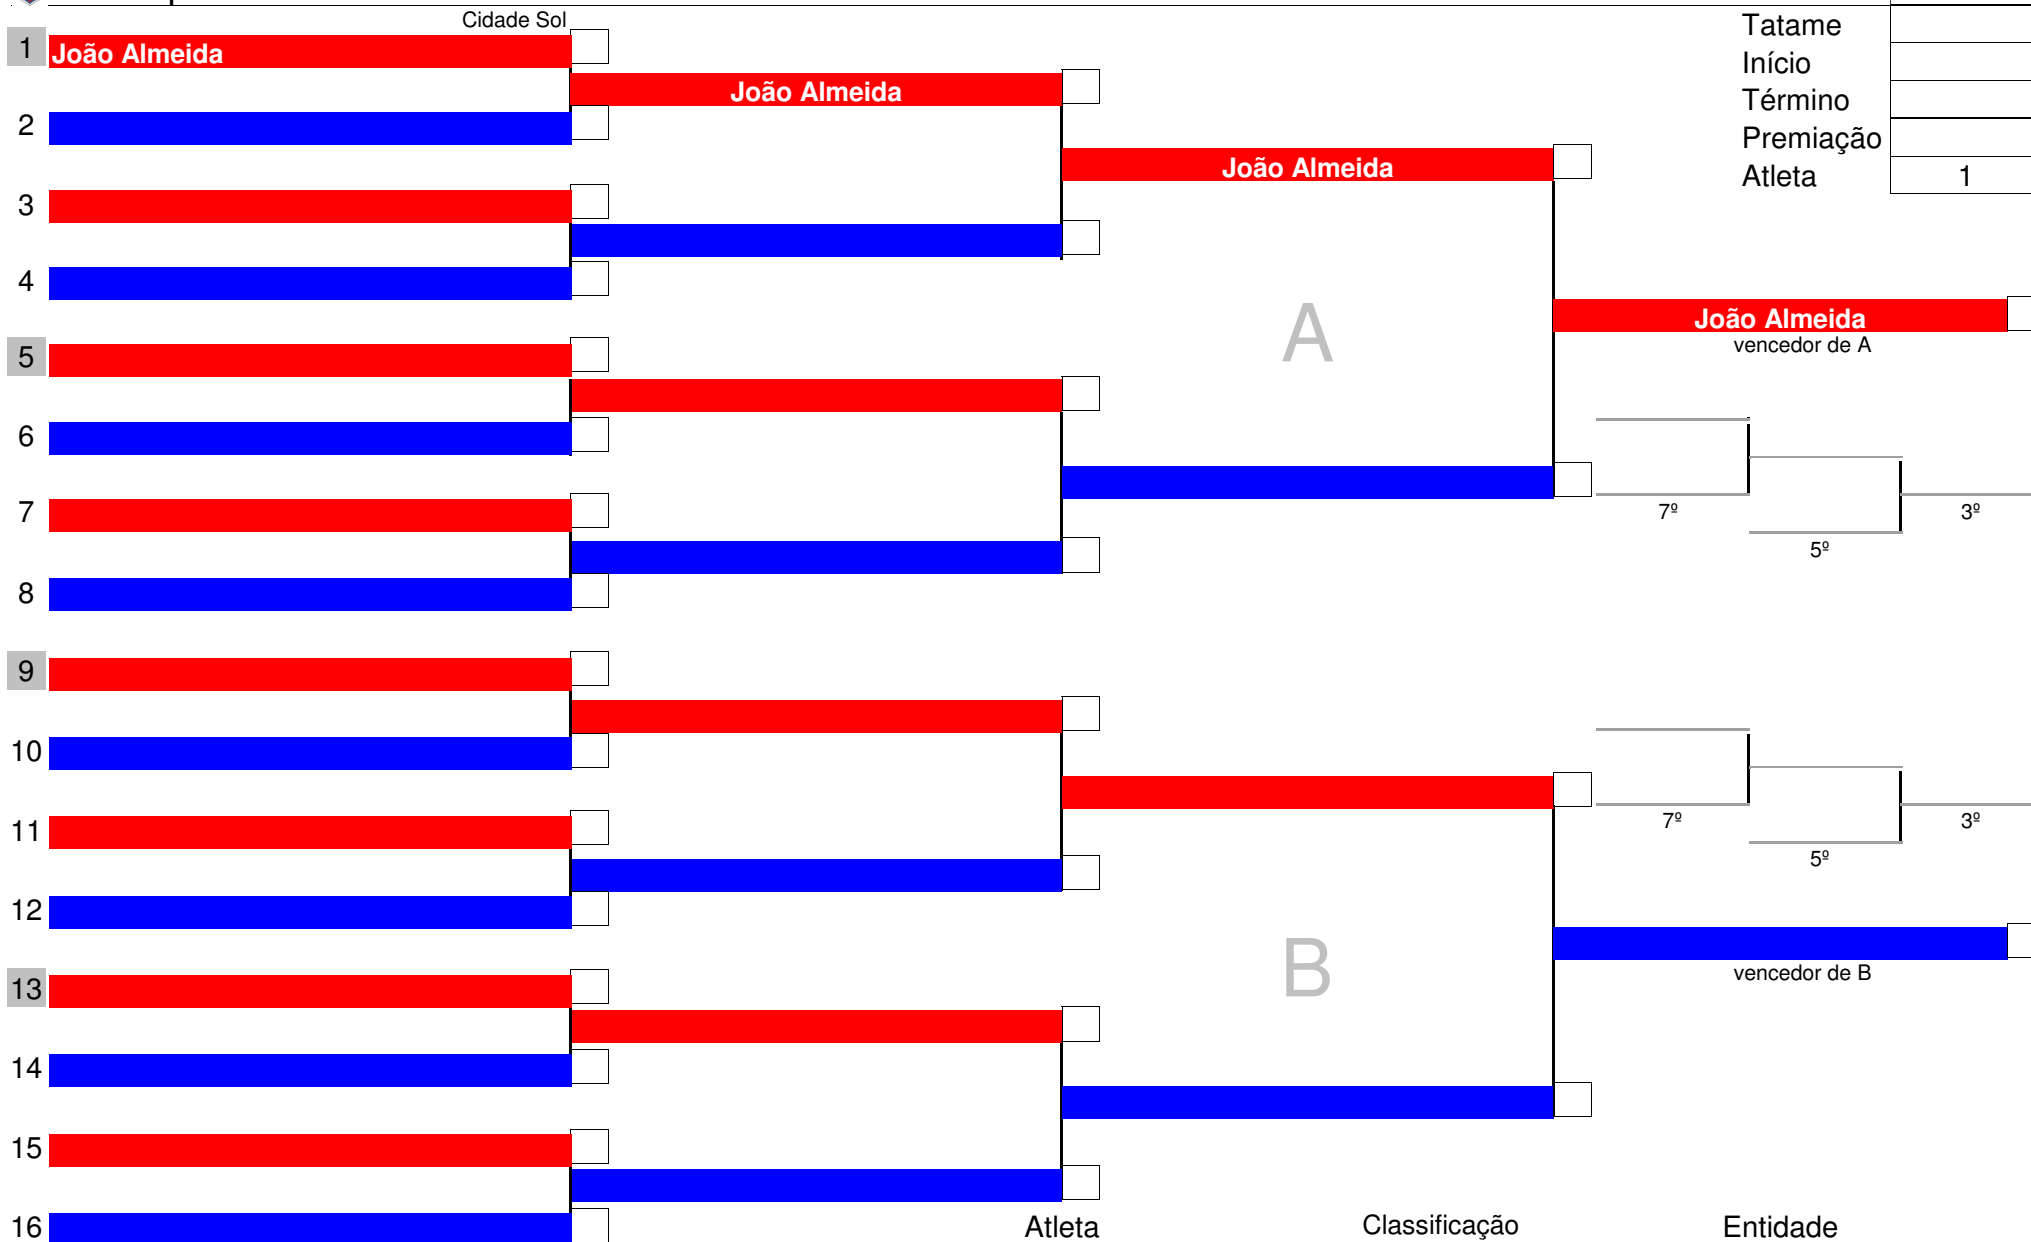 Cidade Sol
Tatame
1 João Almeida
Início
João Almeida
Término
2
Premiação
João Almeida
Atleta 1
3
4
A
João Almeida
vencedor de A
5
6
7
7º 3º
5º
8
9
10
7º 3º
11
5º
12
B
vencedor de B
13
14
15
16
Atleta Classificação Entidade